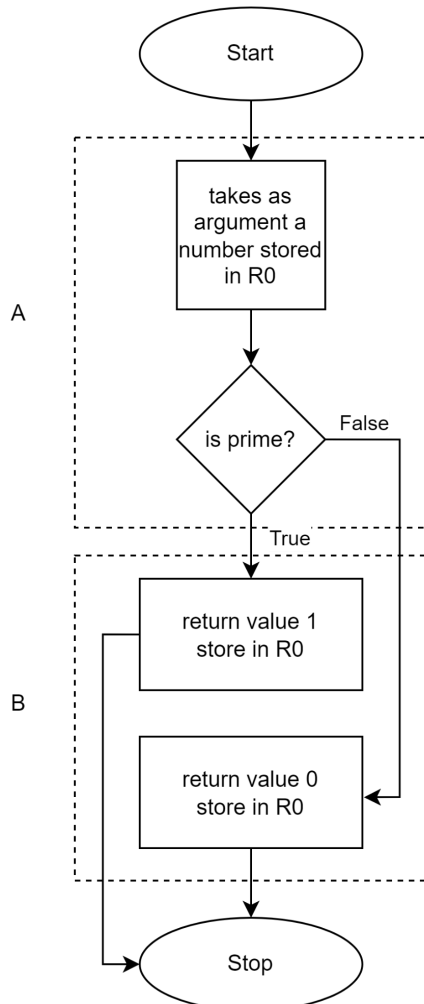 Start
takes as
argument a
number stored
in R0
A
is prime?
False
True
return value 1
store in R0
B
return value 0
store in R0
Stop